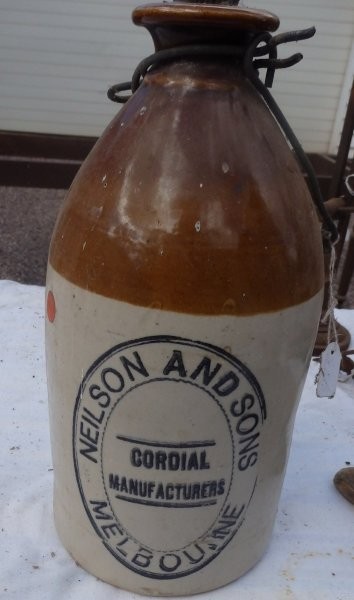 NEILSON AND SONS
CORDIAL
MANUFACTURERS
MELBOURNE